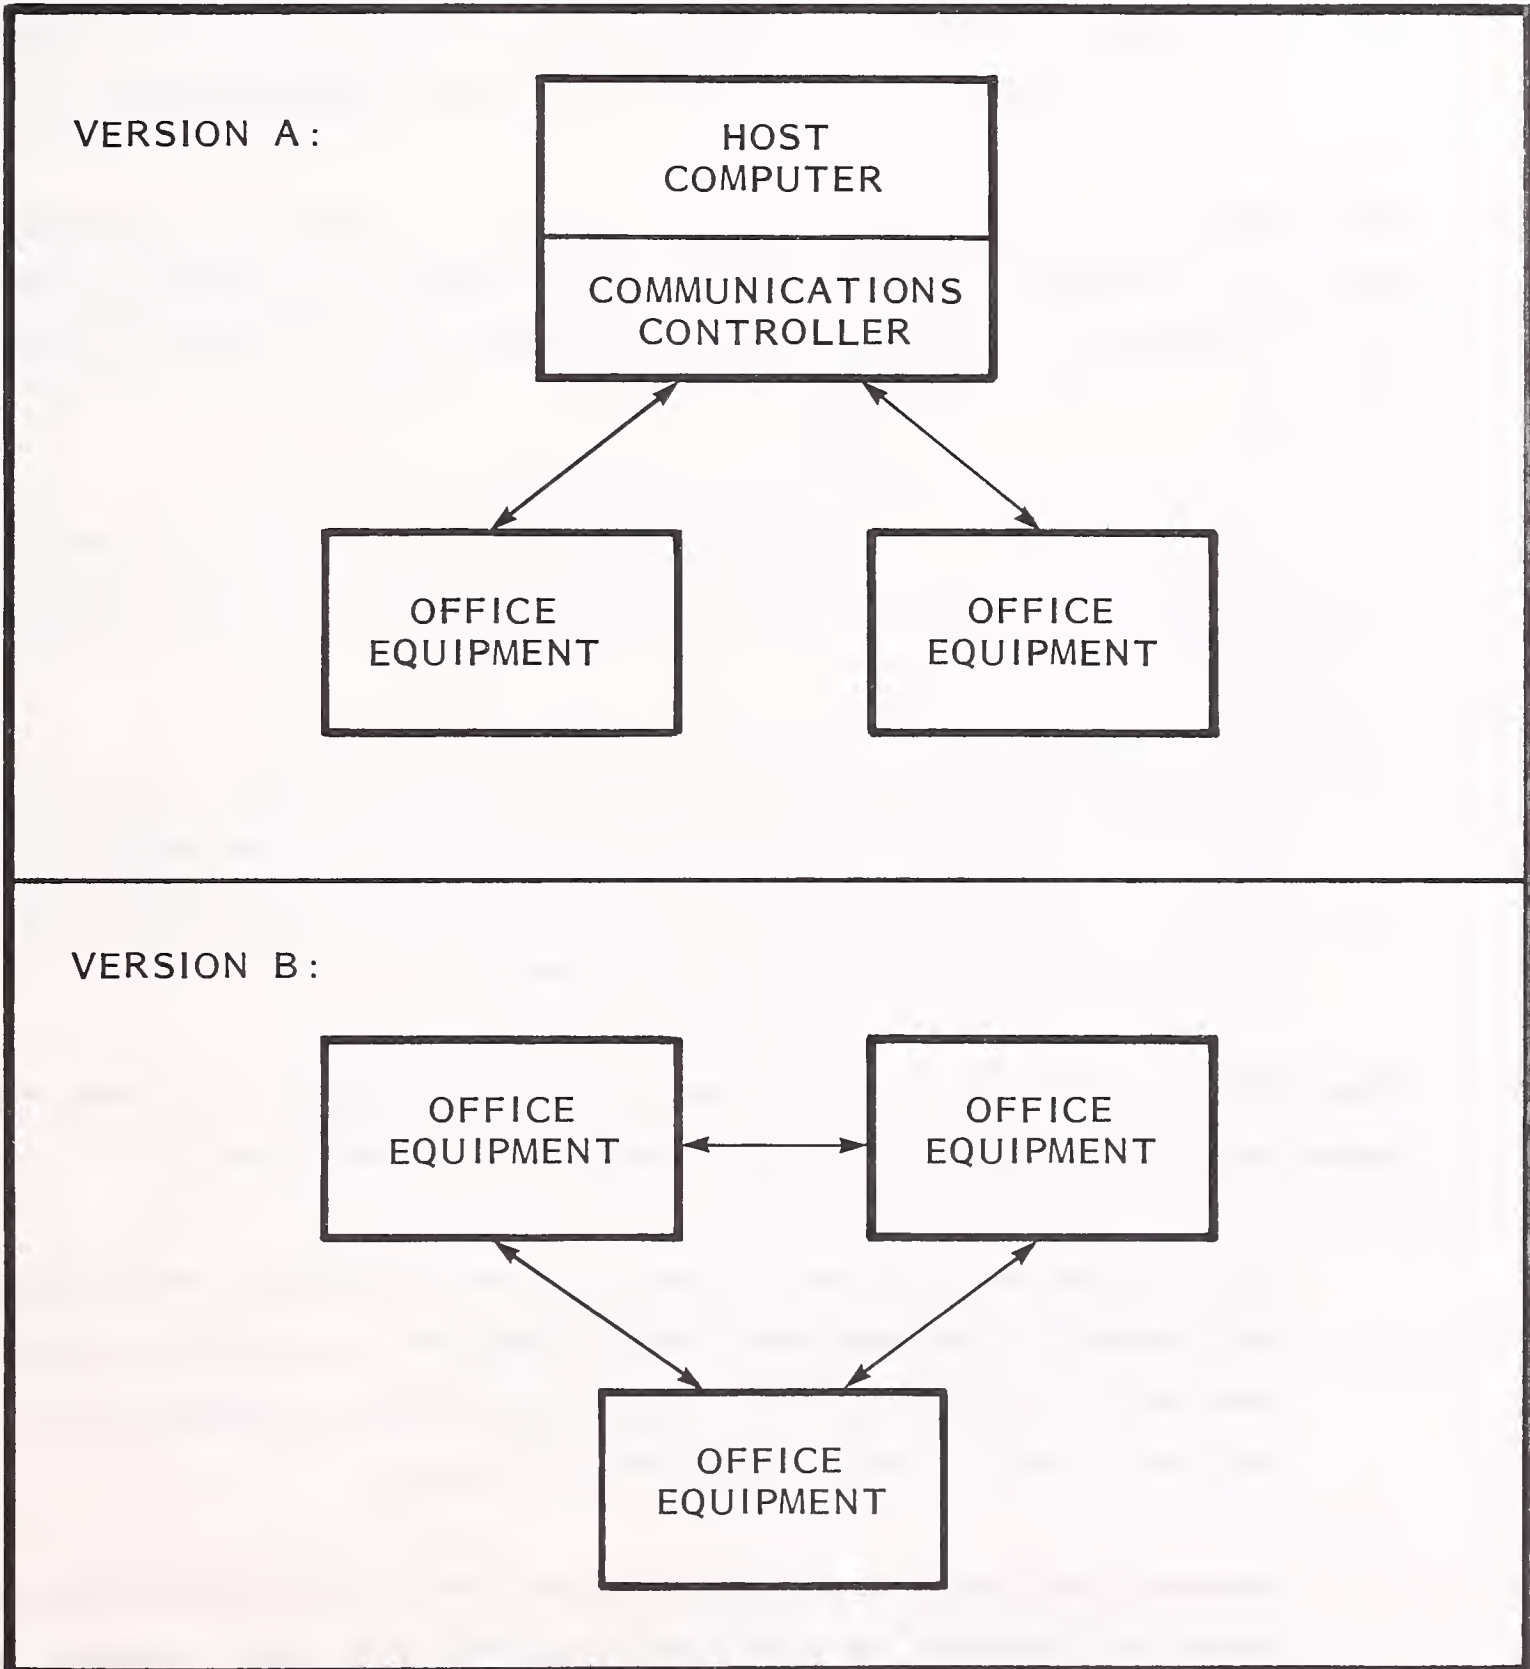 VERSION A:
HOST
COMPUTER
COMMUNICATIONS
CONTROLLER
OFFICE
EQUIPMENT
OFFICE
EQUIPMENT
VERSION B:
OFFICE
EQUIPMENT
OFFICE
EQUIPMENT
OFFICE
EQUIPMENT